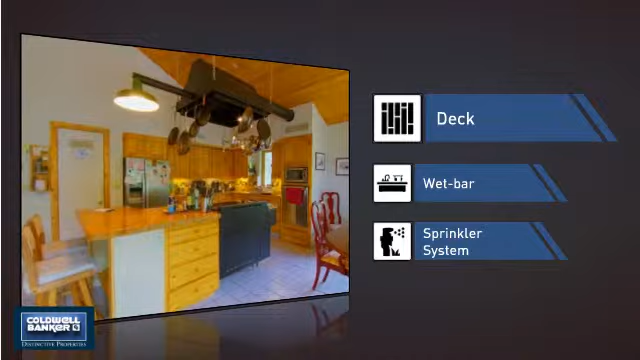 Deck
Wet-bar
Sprinkler
System
COLDWELL
BANKER
DISTINCTIVE PROPERTIES